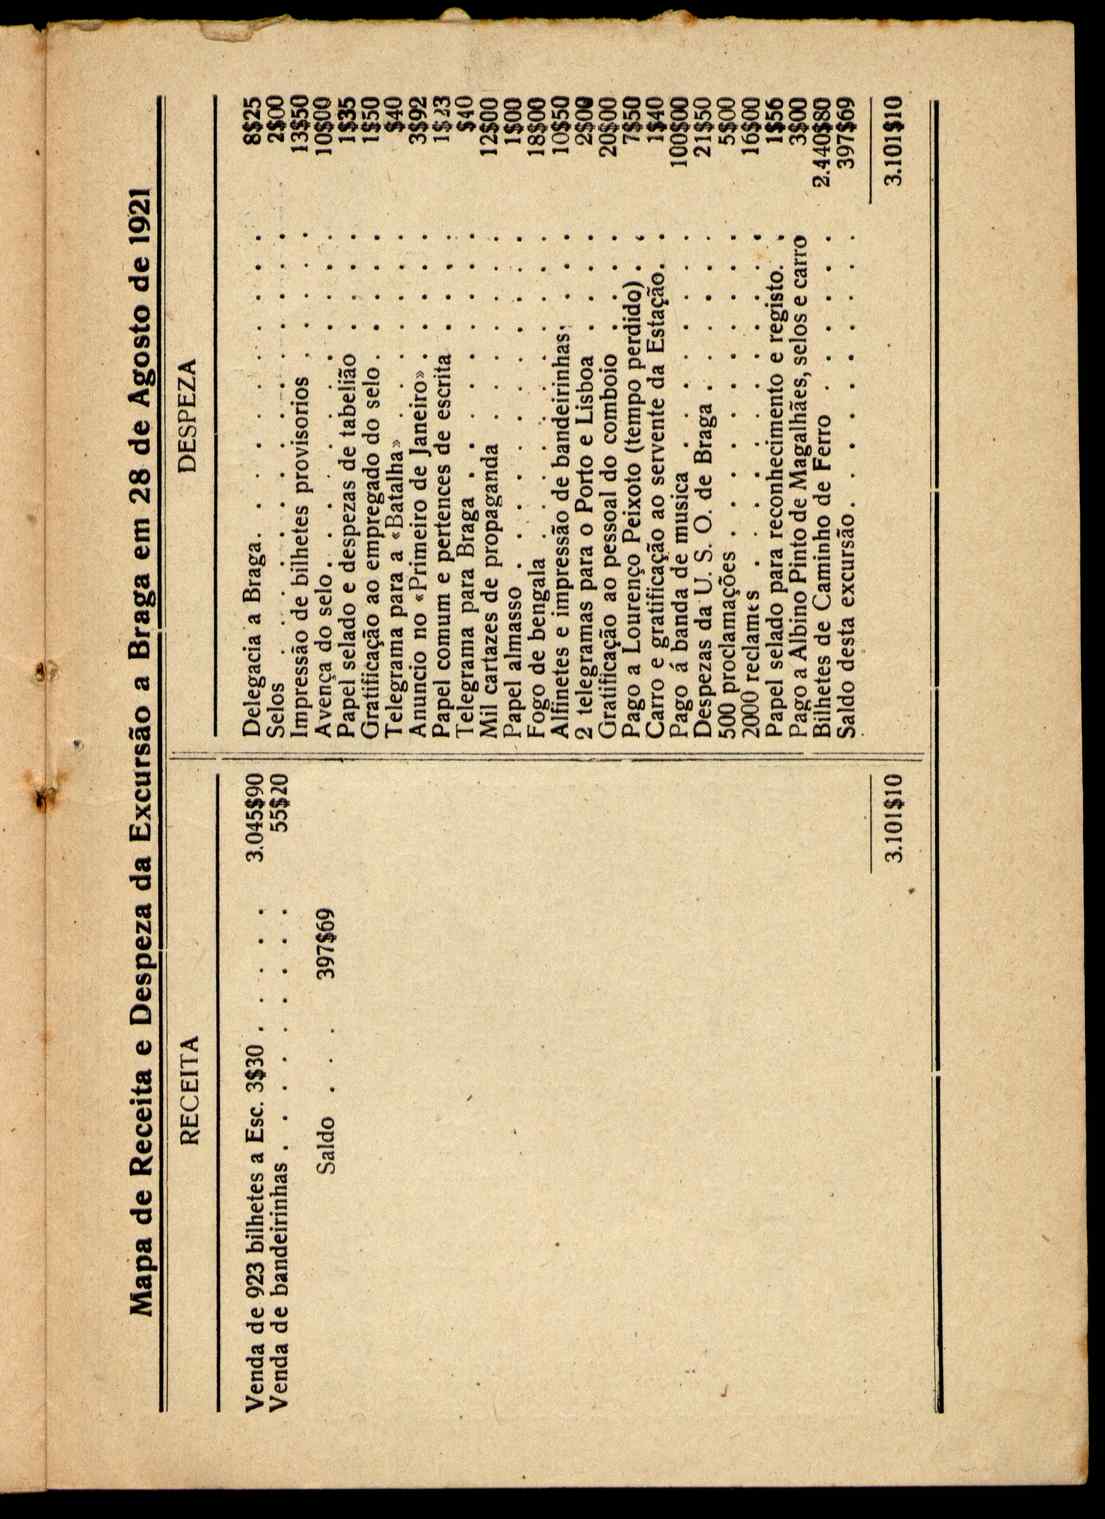 Mapa de Receita e Despeza da Excursão a Braga em 28 de Agosto de 1921
RECEITA
Venda de 923 bilhetes a Esc. 3$30 . . . . . 3.045$90
Venda de bandeirinhas . . . . . . . . . 55$20
Saldo . . . 397$69
3.101$10
DESPEZA
Delegacia a Braga. . . . . . . . . . . 8$25
Selos . . . . . . . . . . . . . . 2$00
Impressão de bilhetes provisorios . . . . . 13$50
Avença do selo . . . . . . . . . . . 10$00
Papel selado e despezas de tabelião . . . . 1$35
Gratificação ao empregado do selo . . . . . 1$50
Telegrama para a «Batalha» . . . . . . . $40
Anuncio no «Primeiro de Janeiro» . . . . . 3$92
Papel comum e pertences de escrita . . . . 1$23
Telegrama para Braga . . . . . . . . . $40
Mil cartazes de propaganda . . . . . . . 12$00
Papel almasso . . . . . . . . . . . . 1$00
Fogo de bengala . . . . . . . . . . . 18$00
Alfinetes e impressão de bandeirinhas . . . . 10$50
2 telegramas para o Porto e Lisboa . . . . 2$00
Gratificação ao pessoal do comboio . . . . 20$00
Pago a Lourenço Peixoto (tempo perdido) . . 7$50
Carro e gratificação ao servente da Estação . . 1$40
Pago á banda de musica . . . . . . . . 100$00
Despezas da U. S. O. de Braga . . . . . . 21$50
500 proclamações . . . . . . . . . . . 5$00
2000 reclames . . . . . . . . . . . . 16$00
Papel selado para reconhecimento e registo. . 1$56
Pago a Albino Pinto de Magalhães, selos e carro 3$00
Bilhetes de Caminho de Ferro . . . . . . 2.440$80
Saldo desta excursão . . . . . . . . . . 397$69
3.101$10